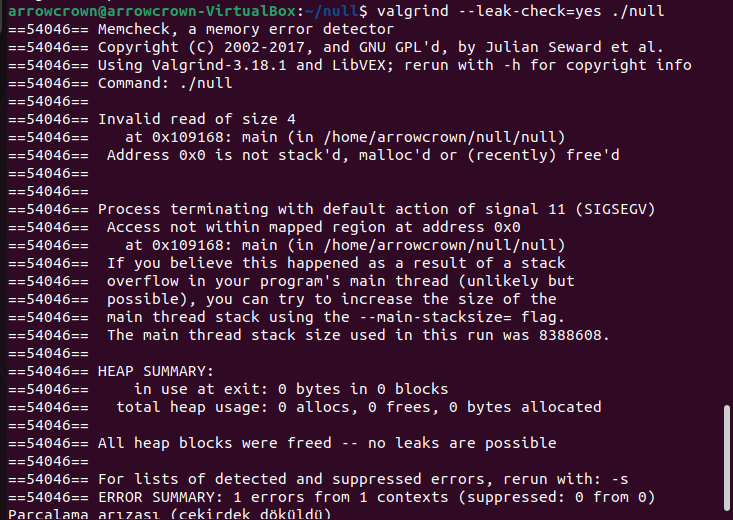 arrowcrown@arrowcrown-VirtualBox:~/null$ valgrind --leak-check=yes ./null
==54046== Memcheck, a memory error detector
==54046== Copyright (C) 2002-2017, and GNU GPL'd, by Julian Seward et al.
==54046== Using Valgrind-3.18.1 and LibVEX; rerun with -h for copyright info
==54046== Command: ./null
==54046==
==54046== Invalid read of size 4
==54046==    at 0x109168: main (in /home/arrowcrown/null/null)
==54046==  Address 0x0 is not stack'd, malloc'd or (recently) free'd
==54046==
==54046==
==54046== Process terminating with default action of signal 11 (SIGSEGV)
==54046==  Access not within mapped region at address 0x0
==54046==    at 0x109168: main (in /home/arrowcrown/null/null)
==54046==  If you believe this happened as a result of a stack
==54046==  overflow in your program's main thread (unlikely but
==54046==  possible), you can try to increase the size of the
==54046==  main thread stack using the --main-stacksize= flag.
==54046==  The main thread stack size used in this run was 8388608.
==54046==
==54046== HEAP SUMMARY:
==54046==     in use at exit: 0 bytes in 0 blocks
==54046==   total heap usage: 0 allocs, 0 frees, 0 bytes allocated
==54046==
==54046== All heap blocks were freed -- no leaks are possible
==54046==
==54046== For lists of detected and suppressed errors, rerun with: -s
==54046== ERROR SUMMARY: 1 errors from 1 contexts (suppressed: 0 from 0)
Parçalama arızası (çekirdek döküldü)